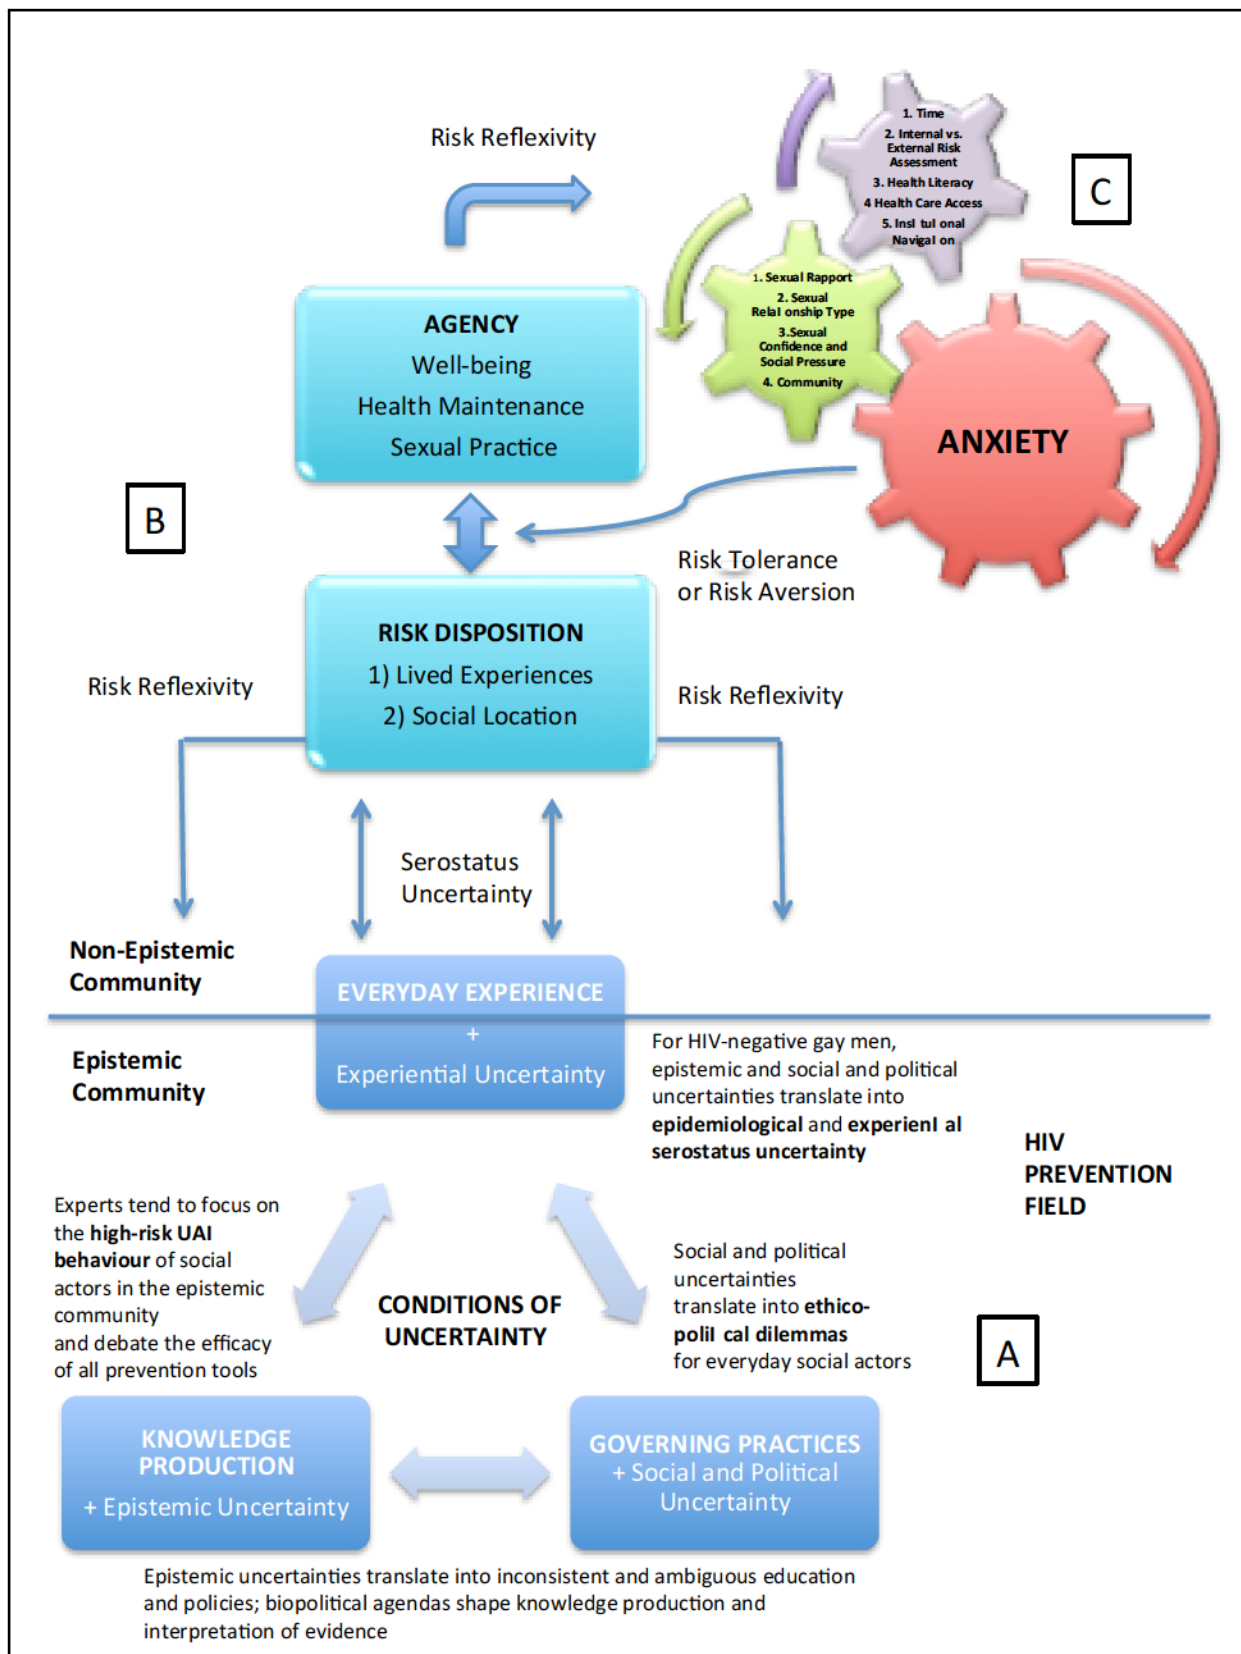 Risk Reflexivity
1. Time
2. Internal vs.
External Risk
Assessment
3. Health Literacy
4 Health Care Access
5. InsI tuI onal
NavigaI on
C
1. Sexual Rapport
2. Sexual
RelaI onship Type
3.Sexual
Confidence and
Social Pressure
4. Community
ANXIETY
AGENCY
Well-being
Health Maintenance
Sexual Practice
B
Risk Tolerance
or Risk Aversion
RISK DISPOSITION
1) Lived Experiences
2) Social Location
Risk Reflexivity
Risk Reflexivity
Serostatus
Uncertainty
Non-Epistemic
Community
EVERYDAY EXPERIENCE
+
Experiential Uncertainty
Epistemic
Community
For HIV-negative gay men,
epistemic and social and political
uncertainties translate into
epidemiological and experienI al
serostatus uncertainty
HIV
PREVENTION
FIELD
Experts tend to focus on
the high-risk UAI
behaviour of social
actors in the epistemic
community
and debate the efficacy
of all prevention tools
CONDITIONS OF
UNCERTAINTY
Social and political
uncertainties
translate into ethico-
poliI cal dilemmas
for everyday social actors
A
KNOWLEDGE
PRODUCTION
+ Epistemic Uncertainty
GOVERNING PRACTICES
+ Social and Political
Uncertainty
Epistemic uncertainties translate into inconsistent and ambiguous education
and policies; biopolitical agendas shape knowledge production and
interpretation of evidence